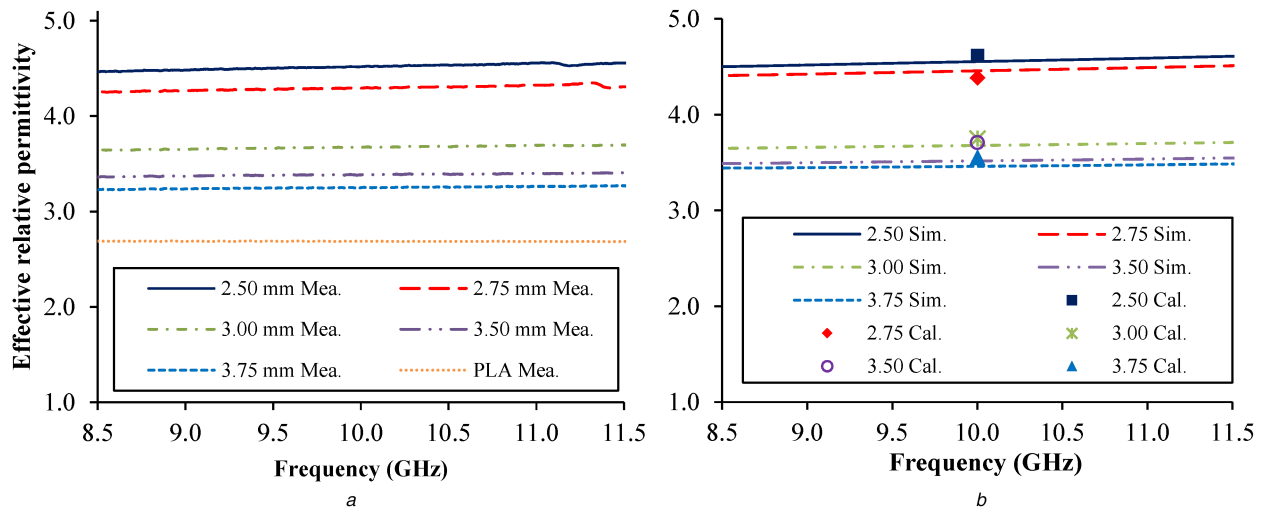 Effective relative permittivity
5.0
4.0
3.0
2.0
1.0
2.50 mm Mea.
2.75 mm Mea.
3.00 mm Mea.
3.50 mm Mea.
3.75 mm Mea.
PLA Mea.
8.5 9.0 9.5 10.0 10.5 11.0 11.5
Frequency (GHz)
a
5.0
4.0
3.0
2.0
1.0
2.50 Sim.
2.75 Sim.
3.00 Sim.
3.50 Sim.
3.75 Sim.
2.50 Cal.
2.75 Cal.
3.00 Cal.
3.50 Cal.
3.75 Cal.
8.5 9.0 9.5 10.0 10.5 11.0 11.5
Frequency (GHz)
b